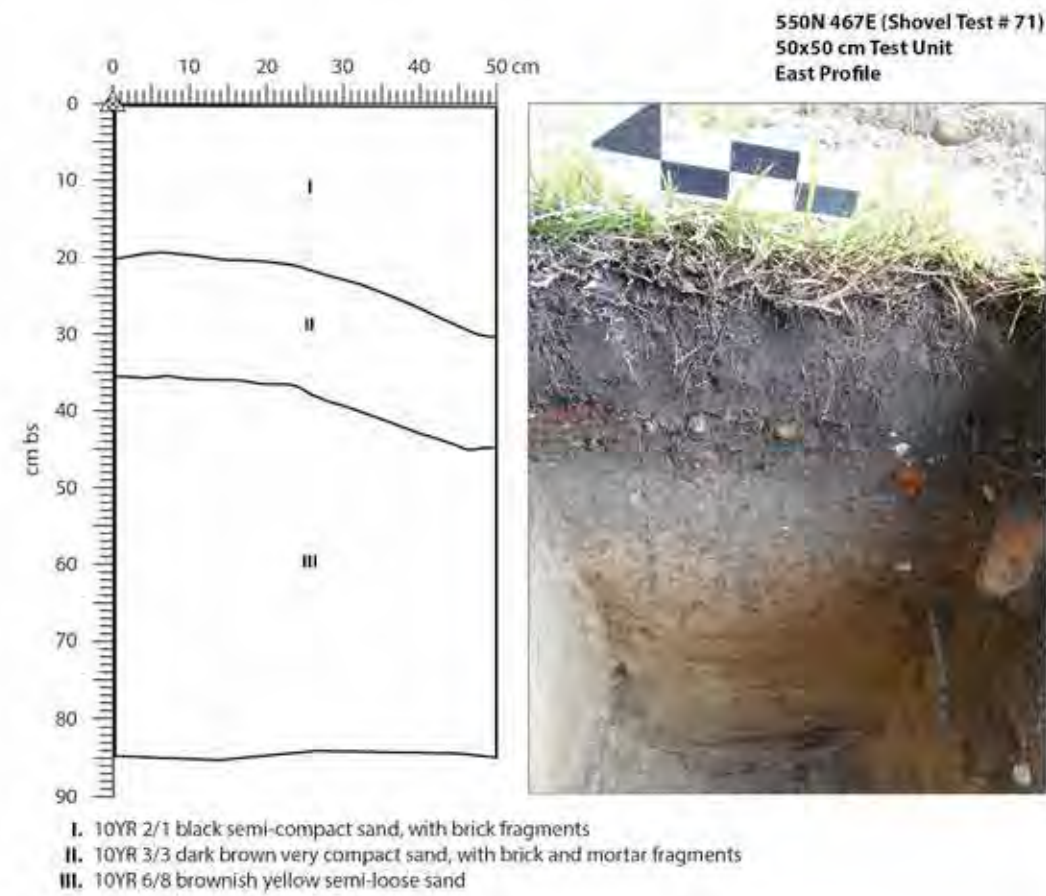 550N 467E (Shovel Test # 71)
50x50 cm Test Unit
East Profile
0 10 20 30 40 50 cm
0
10
I
20
II
30
40
cm bs
50
III
60
70
80
90
I. 10YR 2/1 black semi-compact sand, with brick fragments
II. 10YR 3/3 dark brown very compact sand, with brick and mortar fragments
III. 10YR 6/8 brownish yellow semi-loose sand